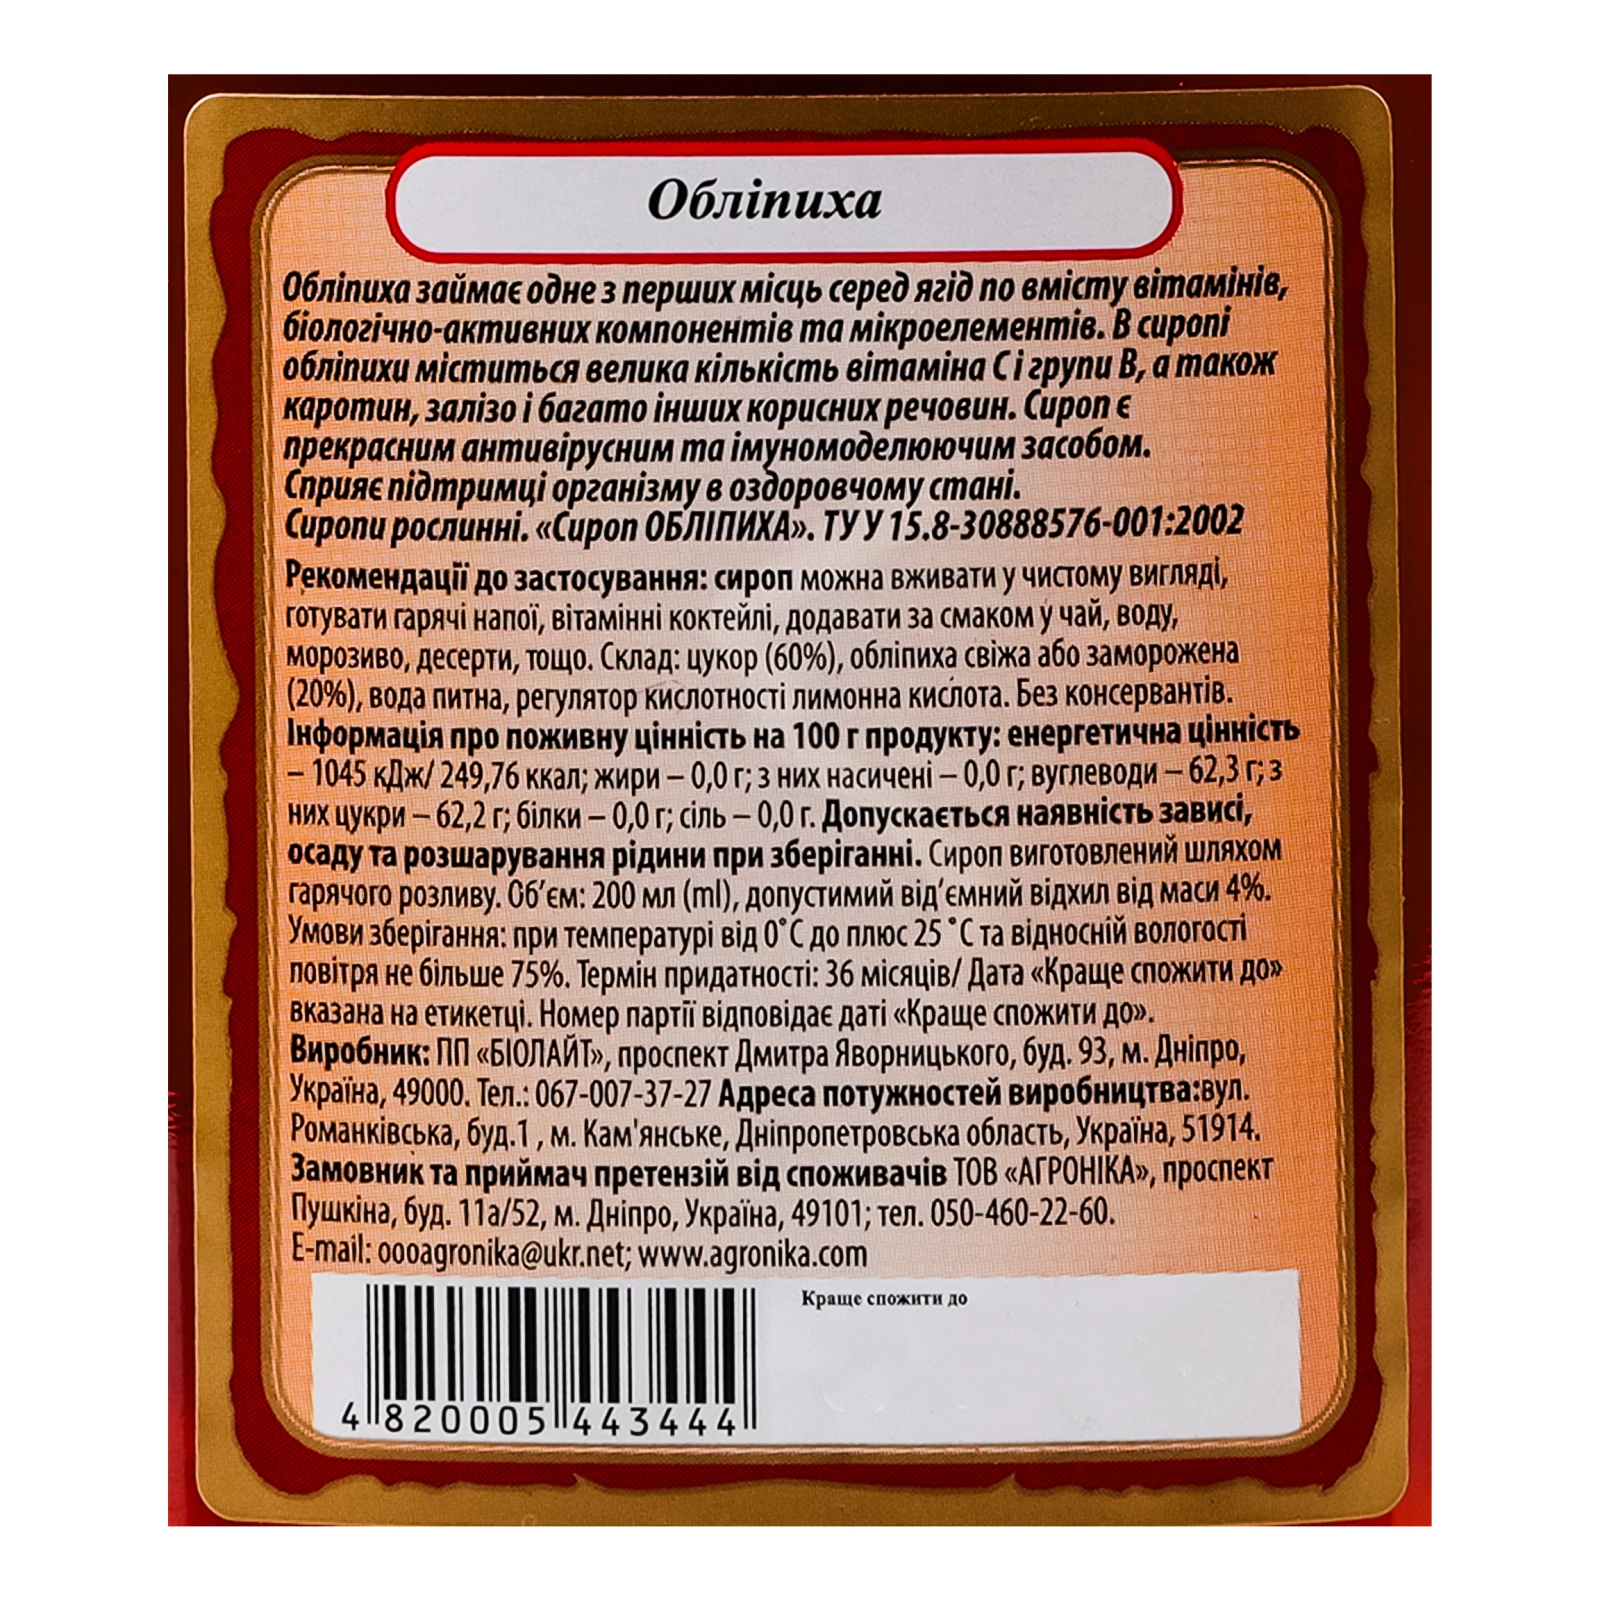 Обліпиха
Обліпиха займає одне з перших місць серед ягід по вмісту вітамінів,
біологічно-активних компонентів та мікроелементів. В сиропі
обліпихи міститься велика кількість вітаміна С і групи В, а також
каротин, залізо і багато інших корисних речовин. Сироп є
прекрасним антивірусним та імуномоделюючим засобом.
Сприяє підтримці організму в оздоровчому стані.
Сиропи рослинні. «Сироп ОБЛІПИХА». ТУ У 15.8-30888576-001:2002
Рекомендації до застосування: сироп можна вживати у чистому вигляді,
готувати гарячі напої, вітамінні коктейлі, додавати за смаком у чай, воду,
морозиво, десерти, тощо. Склад: цукор (60%), обліпиха свіжа або заморожена
(20%), вода питна, регулятор кислотності лимонна кислота. Без консервантів.
Інформація про поживну цінність на 100 г продукту: енергетична цінність
– 1045 кДж/ 249,76 ккал; жири – 0,0 г; з них насичені – 0,0 г; вуглеводи – 62,3 г; з
них цукри – 62,2 г; білки – 0,0 г; сіль – 0,0 г. Допускається наявність зависі,
осаду та розшарування рідини при зберіганні. Сироп виготовлений шляхом
гарячого розливу. Об’єм: 200 мл (ml), допустимий від’ємний відхил від маси 4%.
Умови зберігання: при температурі від 0˚С до плюс 25 ˚С та відносній вологості
повітря не більше 75%. Термін придатності: 36 місяців/ Дата «Краще спожити до»
вказана на етикетці. Номер партії відповідає даті «Краще спожити до».
Виробник: ПП «БІОЛАЙТ», проспект Дмитра Яворницького, буд. 93, м. Дніпро,
Україна, 49000. Тел.: 067-007-37-27 Адреса потужностей виробництва:вул.
Романківська, буд.1 , м. Кам'янське, Дніпропетровська область, Україна, 51914.
Замовник та приймач претензій від споживачів ТОВ «АГРОНІКА», проспект
Пушкіна, буд. 11а/52, м. Дніпро, Україна, 49101; тел. 050-460-22-60.
E-mail: oooagronika@ukr.net; www.agronika.com
Краще спожити до
4 820005 443444